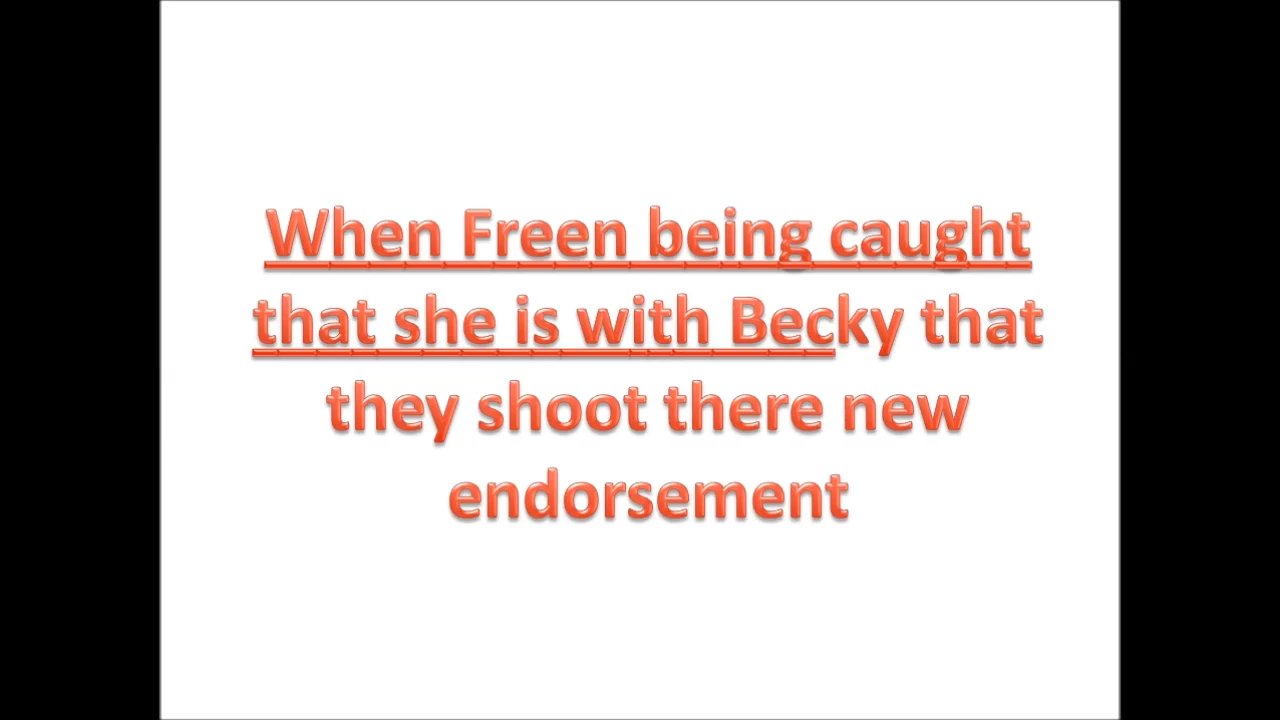 When Freen being caught
that she is with Becky that
they shoot there new
endorsement